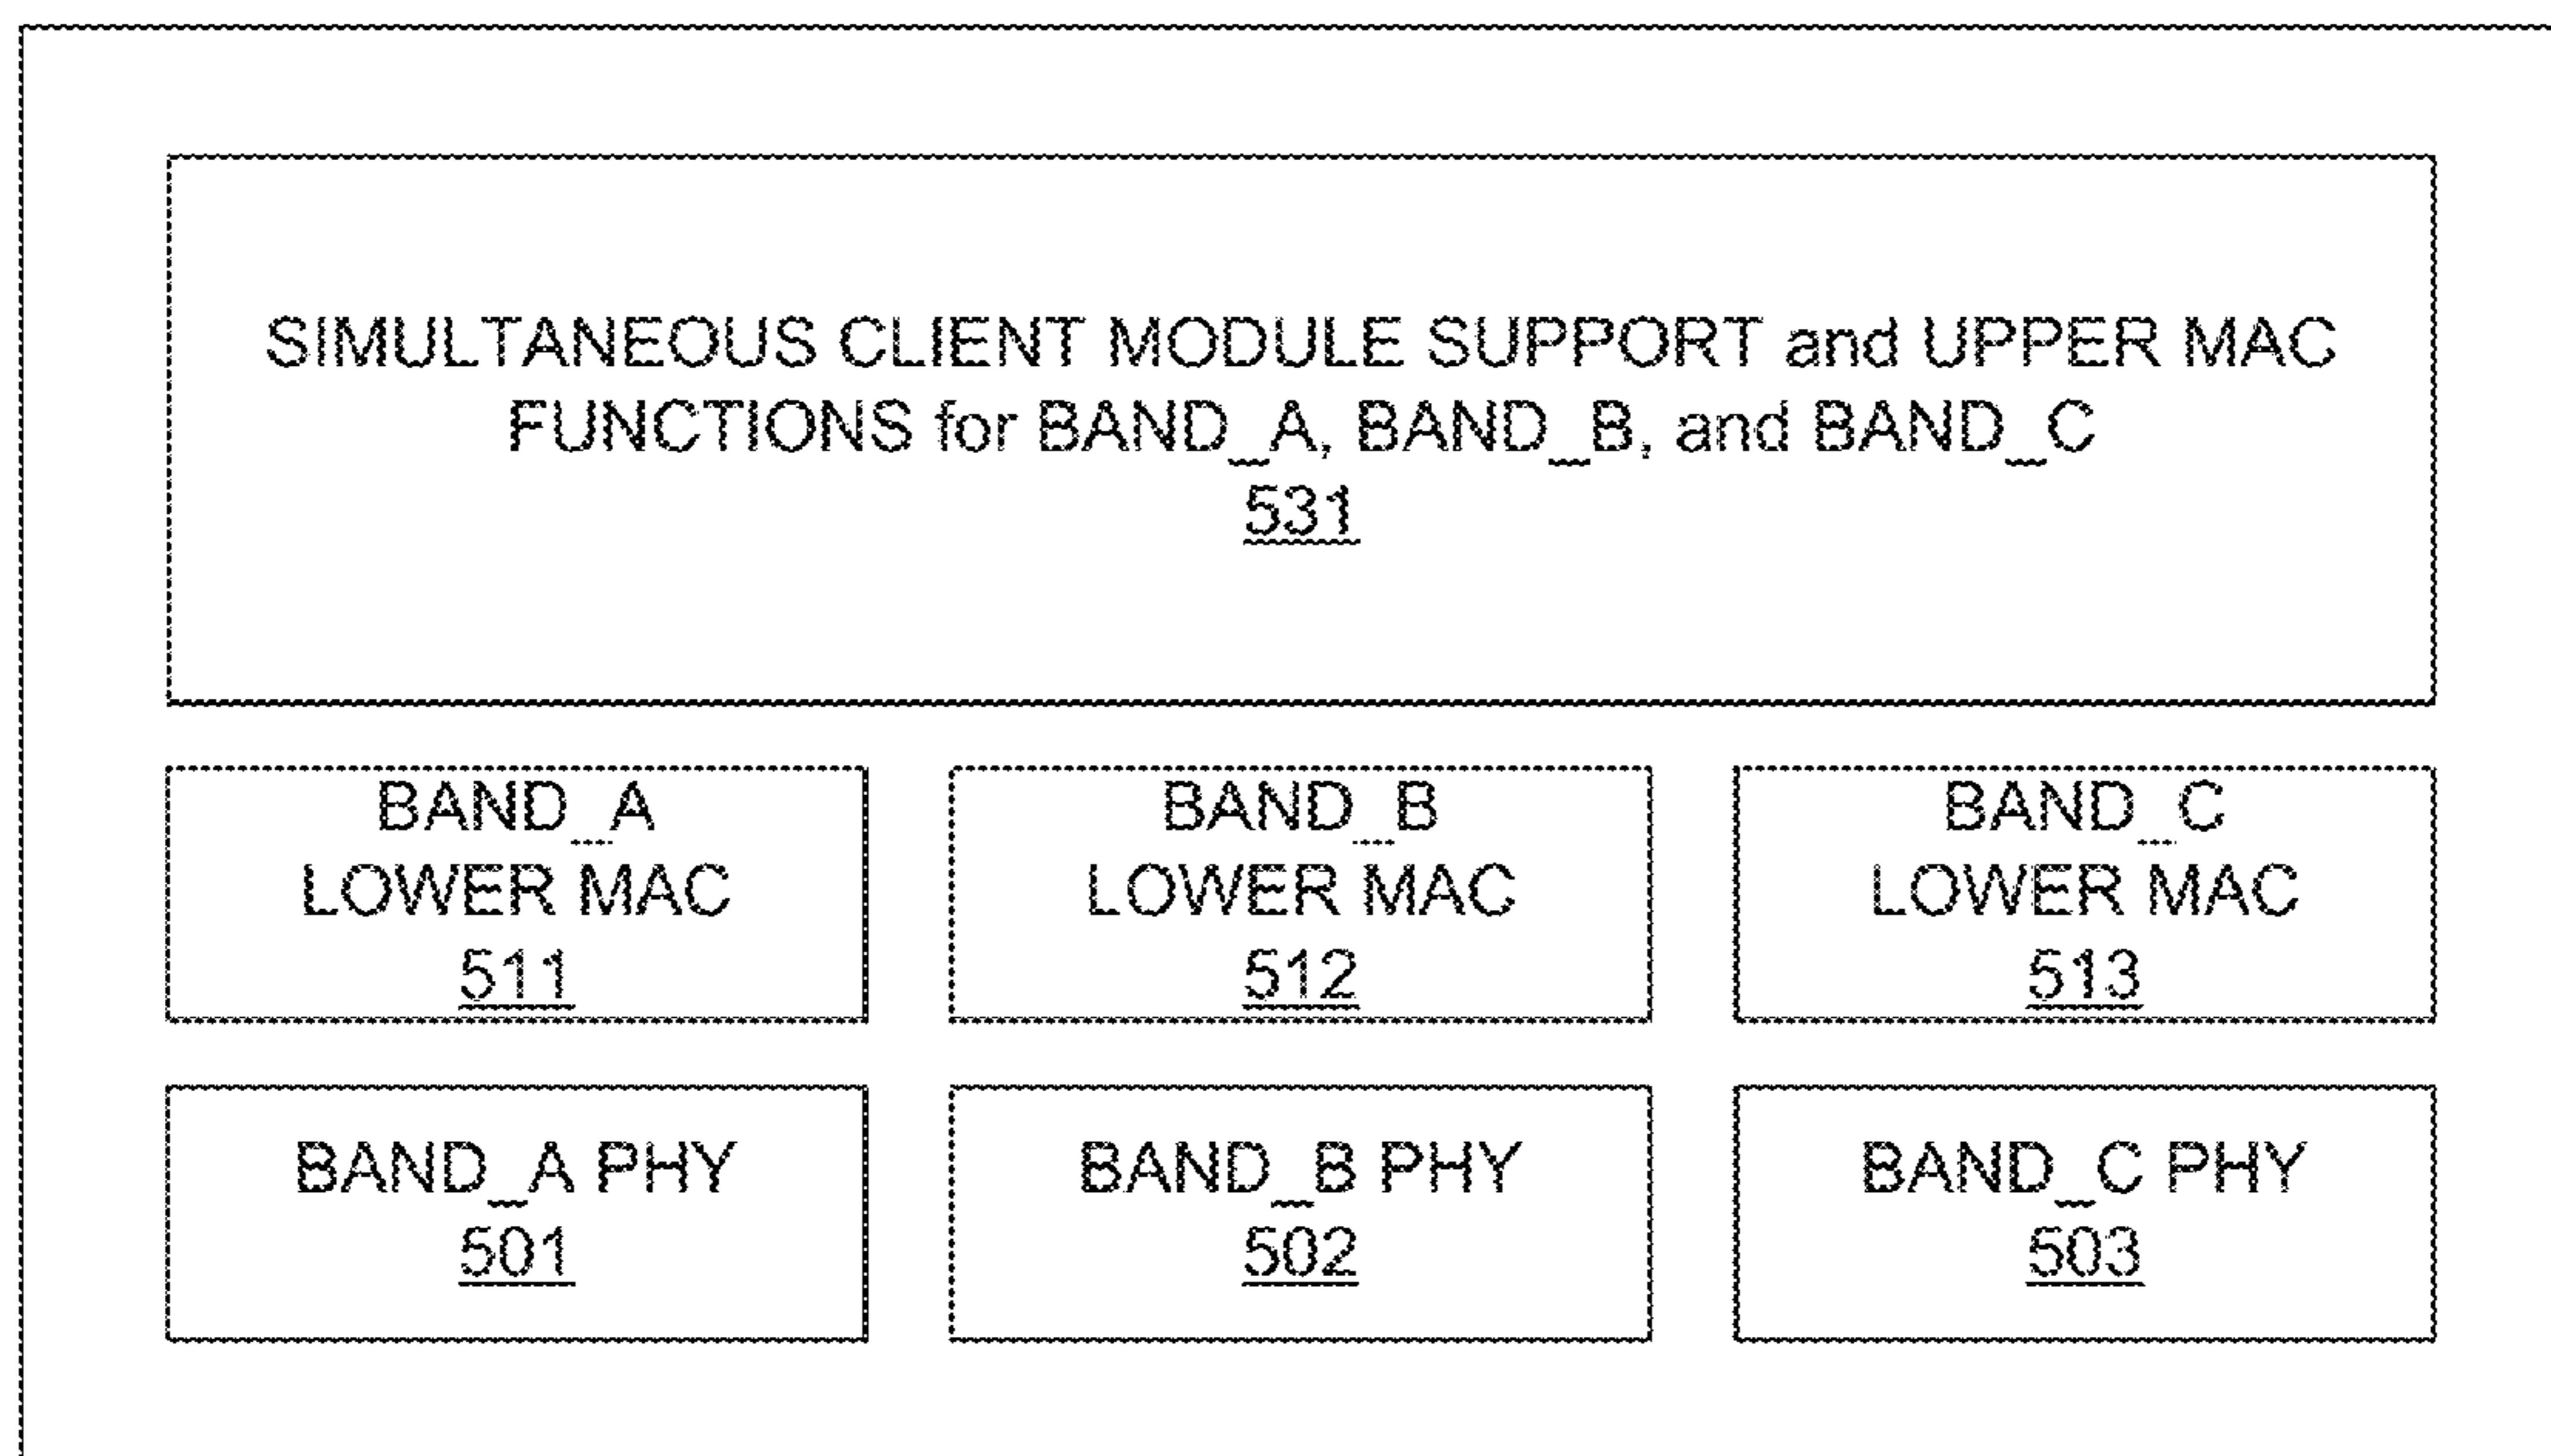 SIMULTANEOUS CLIENT MODULE SUPPORT and UPPER MAC
FUNCTIONS for BAND_A, BAND_B, and BAND_C
531
BAND_A
LOWER MAC
511
BAND_B
LOWER MAC
512
BAND_C
LOWER MAC
513
BAND_A PHY
501
BAND_B PHY
502
BAND_C PHY
503